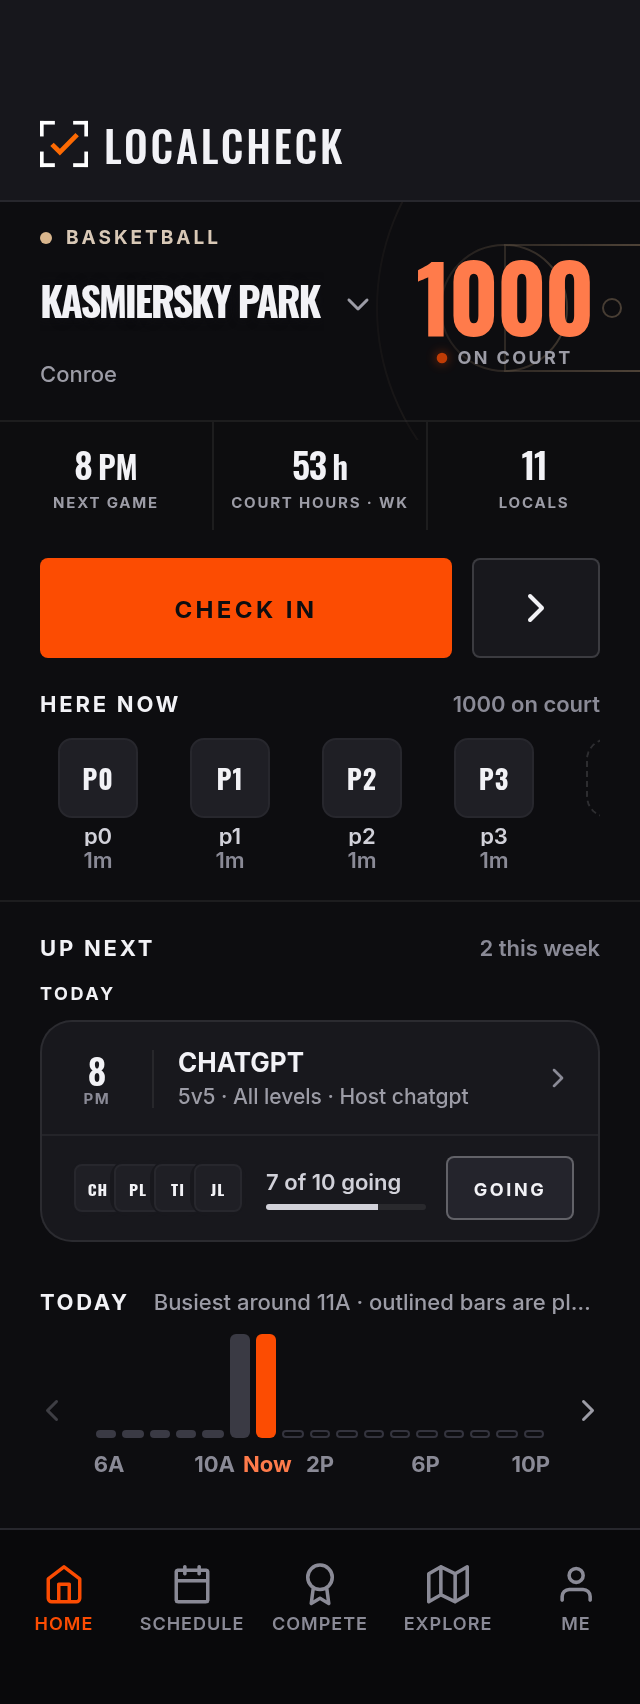 LOCALCHECK
BASKETBALL
KASMIERSKY PARK
1000
ON COURT
Conroe
8 PM
NEXT GAME
53 h
COURT HOURS · WK
11
LOCALS
CHECK IN
HERE NOW
1000 on court
P0
P1
P2
P3
p0
p1
p2
p3
1m
1m
1m
1m
UP NEXT
2 this week
TODAY
8
PM
CHATGPT
5v5 · All levels · Host chatgpt
CH
PL
TI
JL
7 of 10 going
GOING
TODAY
Busiest around 11A · outlined bars are pl...
6A
10A
Now
2P
6P
10P
HOME
SCHEDULE
COMPETE
EXPLORE
ME